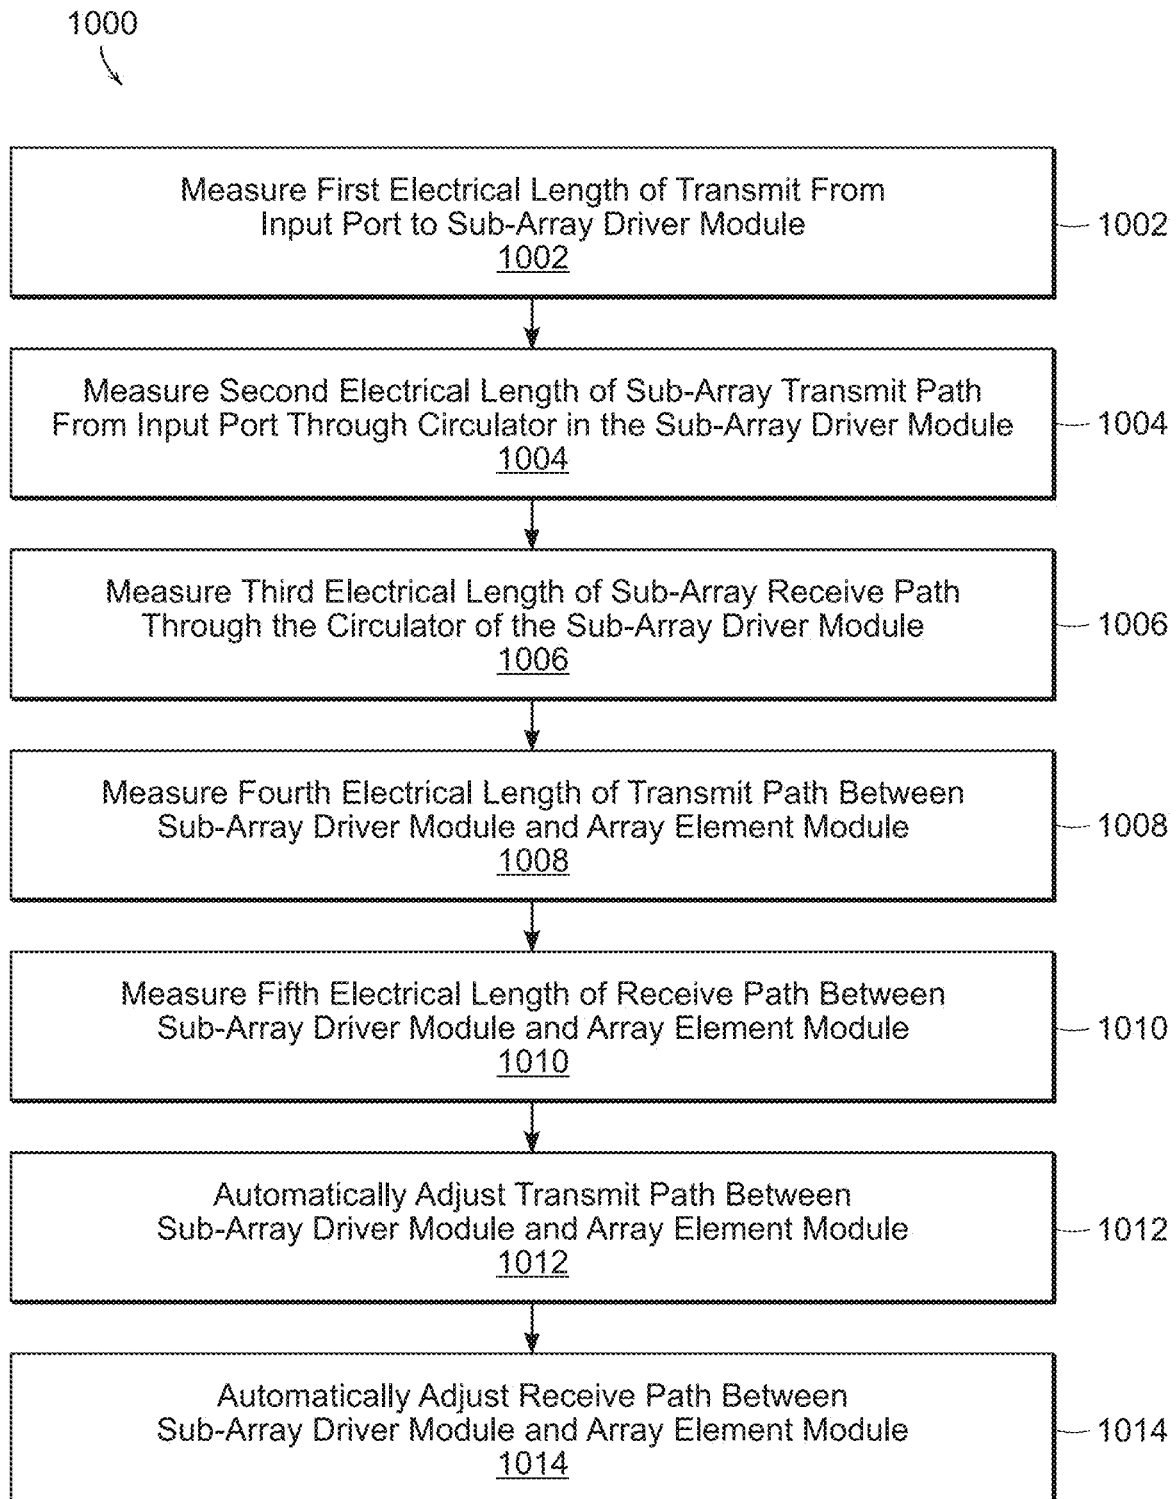 1000
Measure First Electrical Length of Transmit From
Input Port to Sub-Array Driver Module
1002
1002
Measure Second Electrical Length of Sub-Array Transmit Path
From Input Port Through Circulator in the Sub-Array Driver Module
1004
1004
Measure Third Electrical Length of Sub-Array Receive Path
Through the Circulator of the Sub-Array Driver Module
1006
1006
Measure Fourth Electrical Length of Transmit Path Between
Sub-Array Driver Module and Array Element Module
1008
1008
Measure Fifth Electrical Length of Receive Path Between
Sub-Array Driver Module and Array Element Module
1010
1010
Automatically Adjust Transmit Path Between
Sub-Array Driver Module and Array Element Module
1012
1012
Automatically Adjust Receive Path Between
Sub-Array Driver Module and Array Element Module
1014
1014